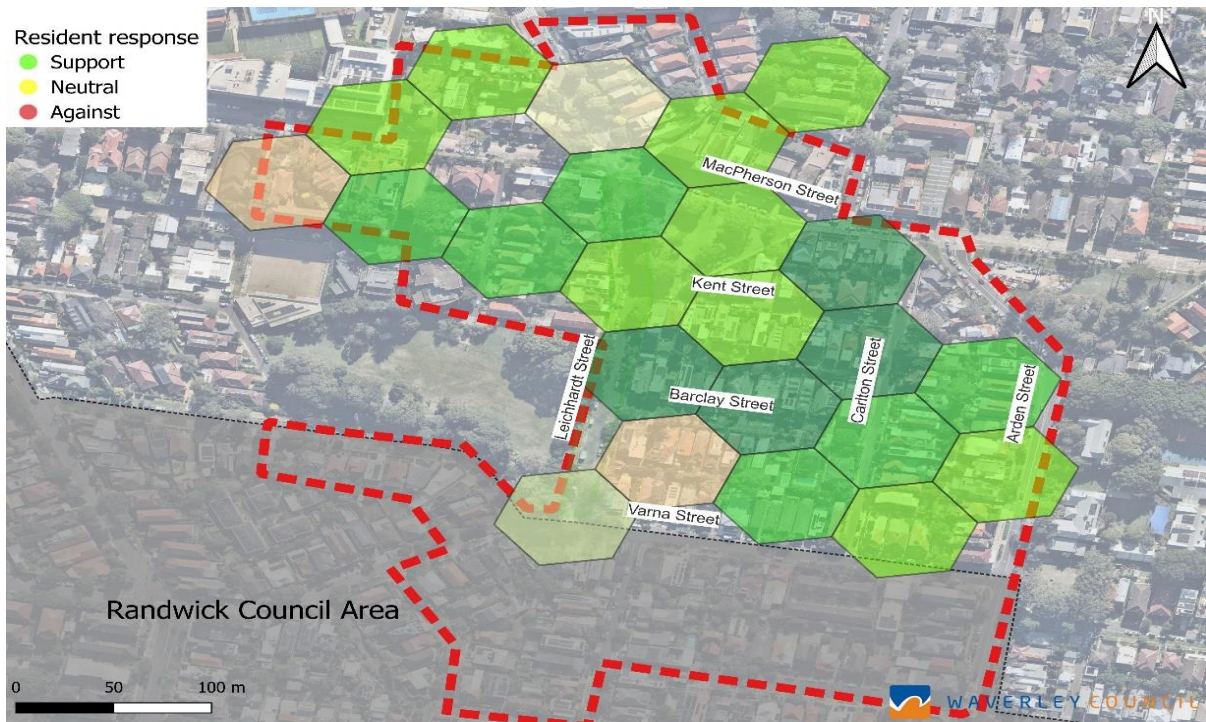 Resident response
Support
Neutral
Against
N
MacPherson Street
Kent Street
Leichhardt Street
Barclay Street
Carlton Street
Arden Street
Varna Street
Randwick Council Area
0 50 100 m
WAVERLEY COUNCIL